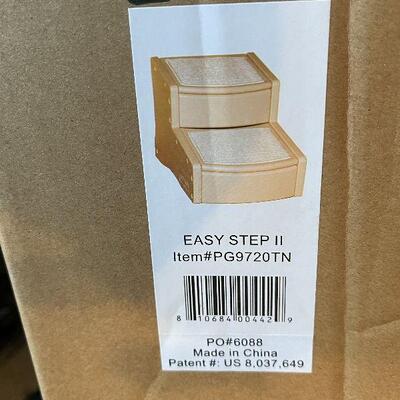 EASY STEP II
Item#PG9720TN
8 10684 00442 9
PO#6088
Made in China
Patent #: US 8,037,649